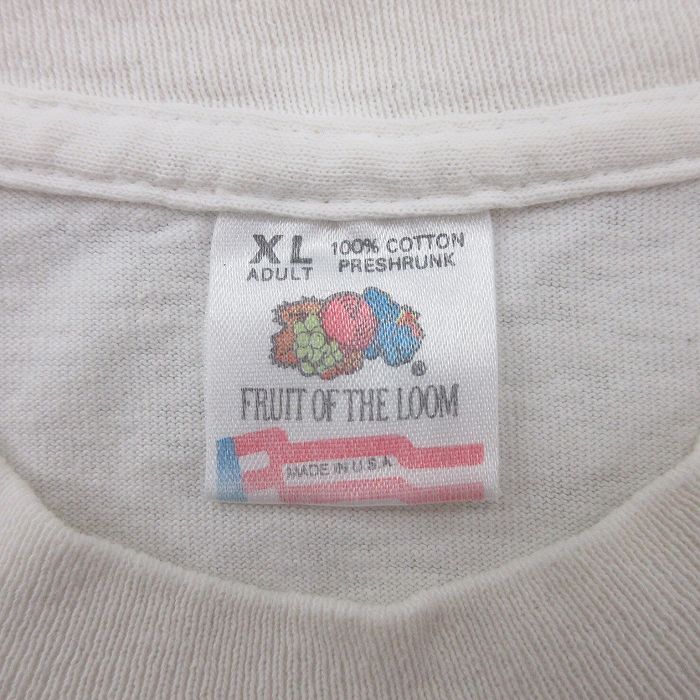 XL 100% COTTON
ADULT PRESHRUNK
®
FRUIT OF THE LOOM
MADE IN U.S.A